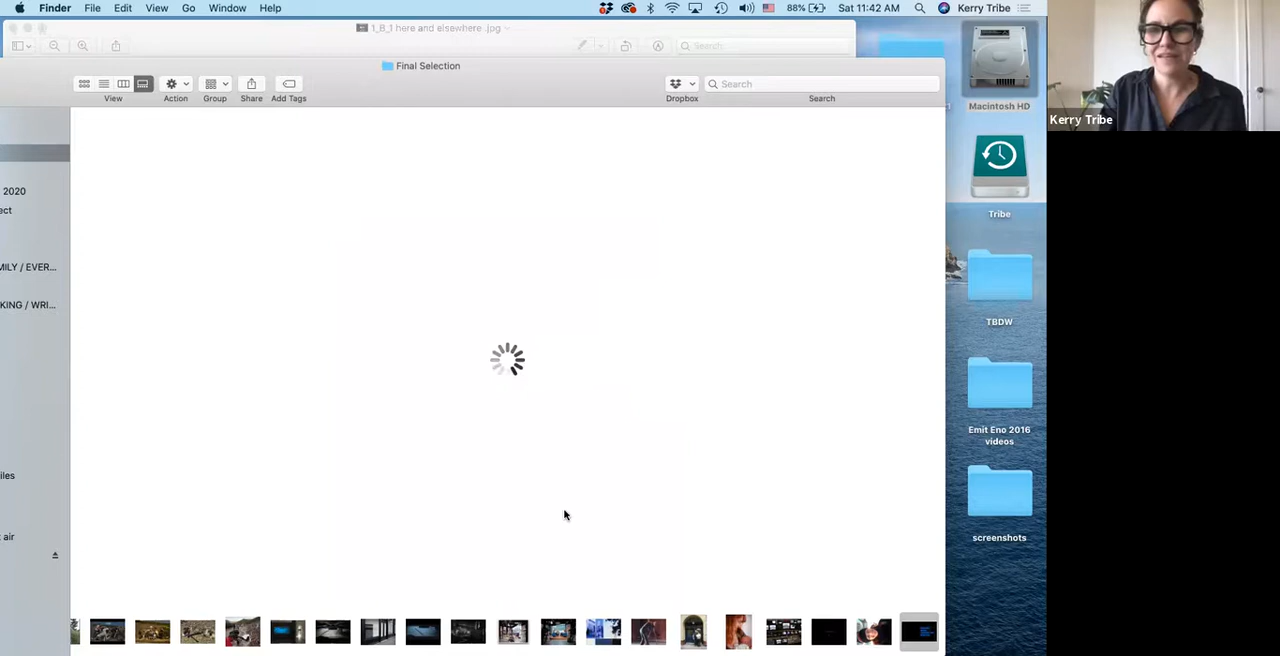 Finder File Edit View Go Window Help 88% Sat 11:42 AM Kerry Tribe
1_B_1 here and elsewhere .jpg
Search
Final Selection
Search
View Action Group Share Add Tags Dropbox Search
Macintosh HD
Kerry Tribe
2020
ect
Tribe
MILY / EVER...
KING / WRI...
TBDW
Emit Eno 2016
videos
iles
air
screenshots